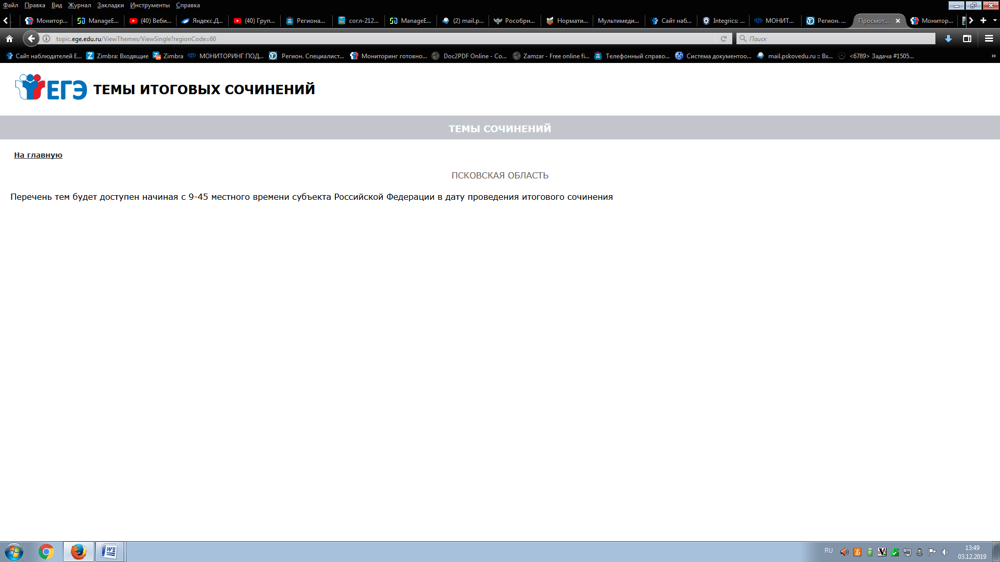 Файл Правка Вид Журнал Закладки Инструменты Справка
Монитор... ManageE... (40) Веби... Яндекс.Д... (40) Груп... Региона... согл-212... ManageE... (2) mail.p... Рособрн... Нормати... Мультимеди... Сайт наб... Integrics: ... МОНИТ... Регион. ... Просмот... Монитор...
topic.ege.edu.ru/ViewThemes/ViewSingle?regionCode=60 Поиск
Сайт наблюдателей Е... Zimbra: Входящие Zimbra МОНИТОРИНГ ПОД... Регион. Специалист... Мониторинг готовно... Doc2PDF Online - Co... Zamzar - Free online fi... Телефонный справо... Система документоо... mail.pskovedu.ru :: Вх... <6789> Задача #1505... »
ЕГЭ ТЕМЫ ИТОГОВЫХ СОЧИНЕНИЙ
ТЕМЫ СОЧИНЕНИЙ
На главную
ПСКОВСКАЯ ОБЛАСТЬ
Перечень тем будет доступен начиная с 9-45 местного времени субъекта Российской Федерации в дату проведения итогового сочинения
RU 13:49
03.12.2019